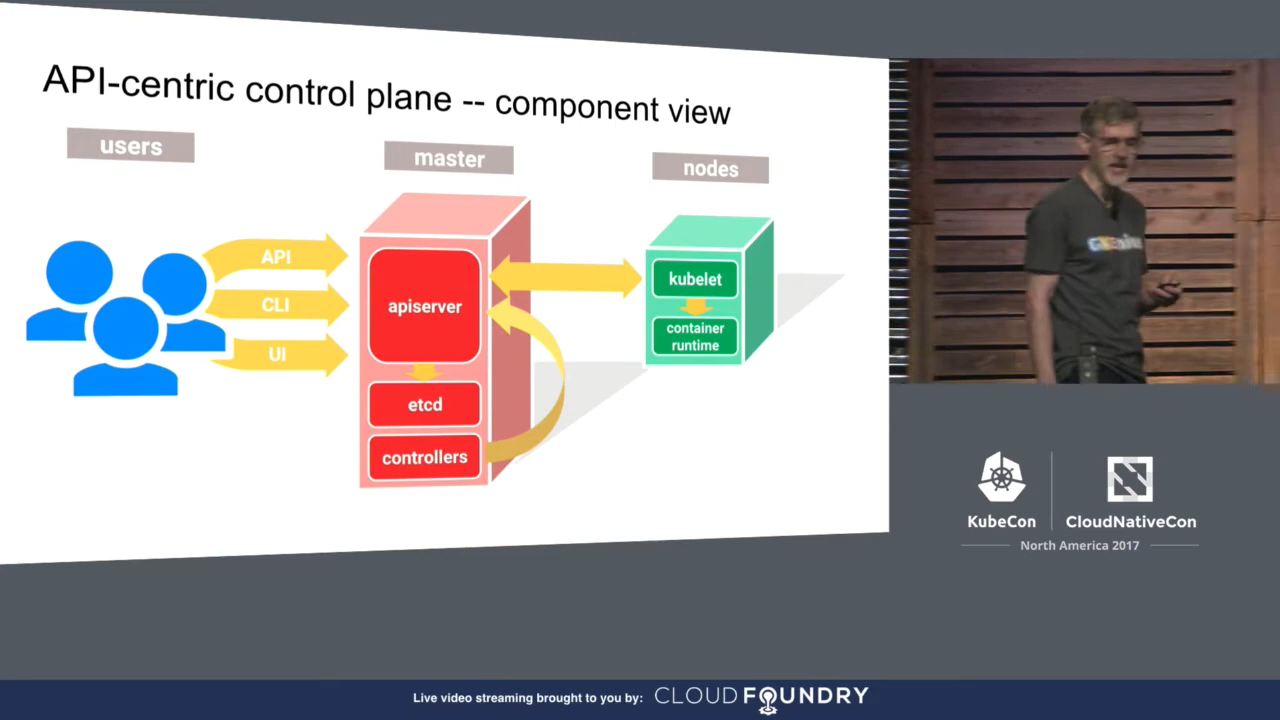 API-centric control plane -- component view
users
master
nodes
API
CLI
UI
apiserver
etcd
controllers
kubelet
container
runtime
KubeCon
CloudNativeCon
North America 2017
Live video streaming brought to you by: CLOUD FOUNDRY